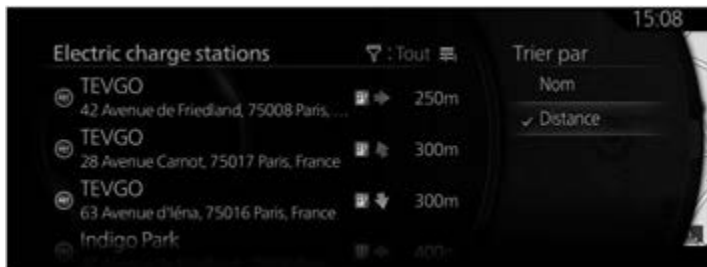 15:08
Electric charge stations
: Tout
Trier par
Nom
Distance
TEVGO
42 Avenue de Friedland, 75008 Paris, ...
250m
TEVGO
28 Avenue Carnot, 75017 Paris, France
300m
TEVGO
63 Avenue d'Iéna, 75016 Paris, France
300m
Indigo Park
400m